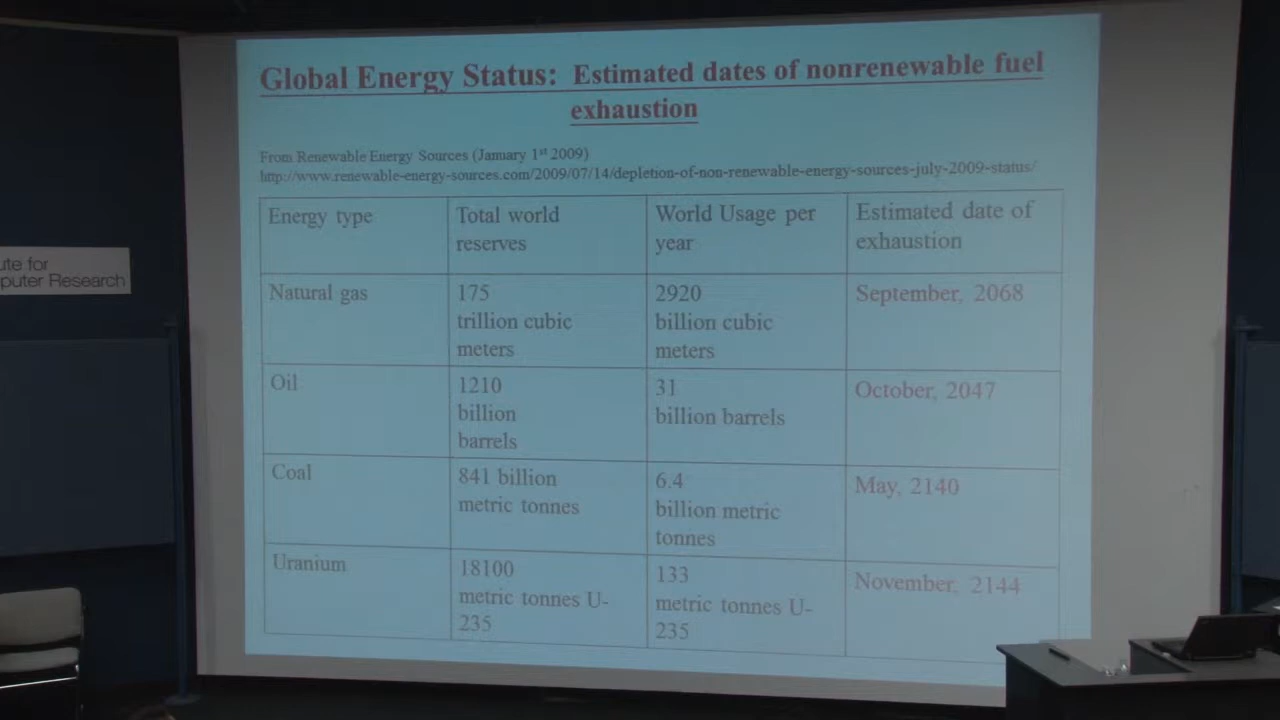 Global Energy Status: Estimated dates of nonrenewable fuel
exhaustion
From Renewable Energy Sources (January 1st 2009)
http://www.renewable-energy-sources.com/2009/07/14/depletion-of-non-renewable-energy-sources-july-2009-status/
Energy type
Total world
reserves
World Usage per
year
Estimated date of
exhaustion
Natural gas
175
trillion cubic
meters
2920
billion cubic
meters
September, 2068
Oil
1210
billion
barrels
31
billion barrels
October, 2047
Coal
841 billion
metric tonnes
6.4
billion metric
tonnes
May, 2140
Uranium
18100
metric tonnes U-
235
133
metric tonnes U-
235
November, 2144
ute for
puter Research